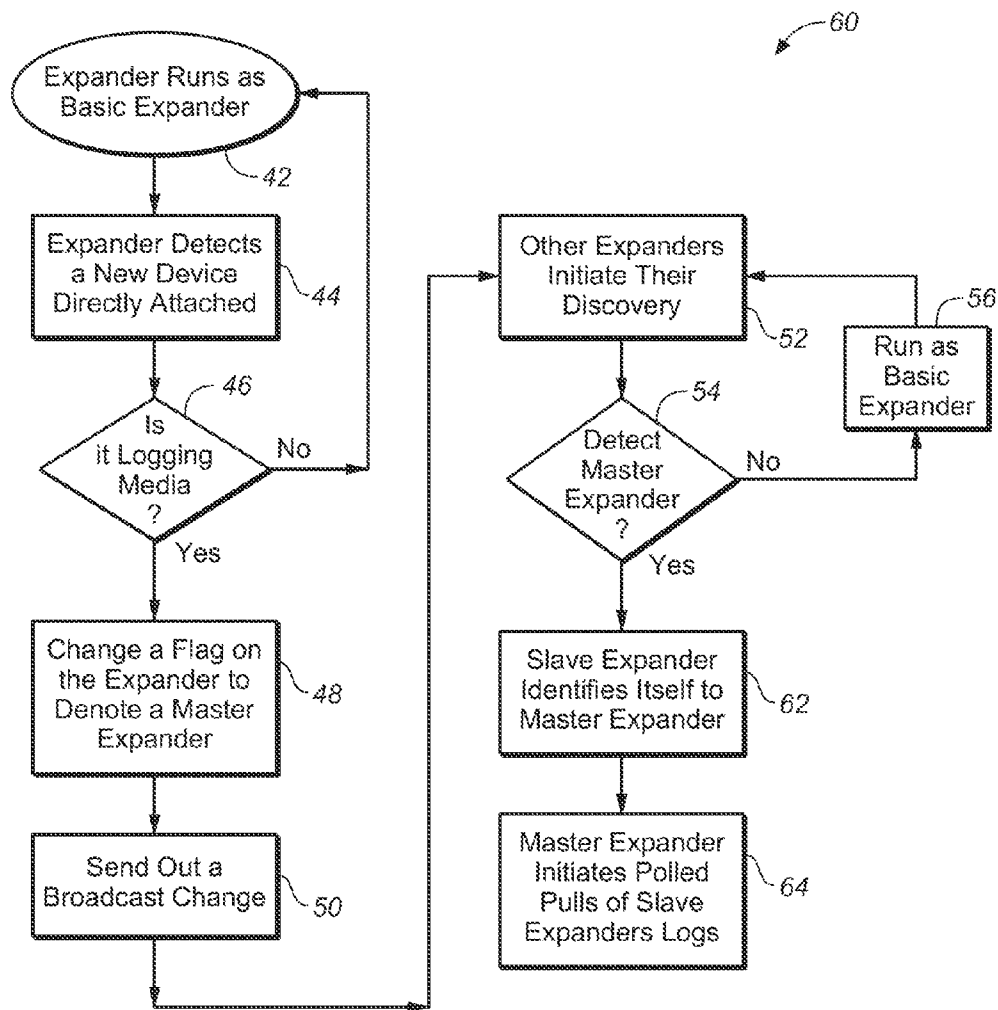 60
Expander Runs as
Basic Expander
42
Expander Detects
a New Device
Directly Attached
44
Is
it Logging
Media
?
46
No
Yes
Change a Flag on
the Expander to
Denote a Master
Expander
48
Send Out a
Broadcast Change
50
Other Expanders
Initiate Their
Discovery
52
Detect
Master
Expander
?
54
No
56
Run as
Basic
Expander
Yes
Slave Expander
Identifies Itself to
Master Expander
62
Master Expander
Initiates Polled
Pulls of Slave
Expanders Logs
64